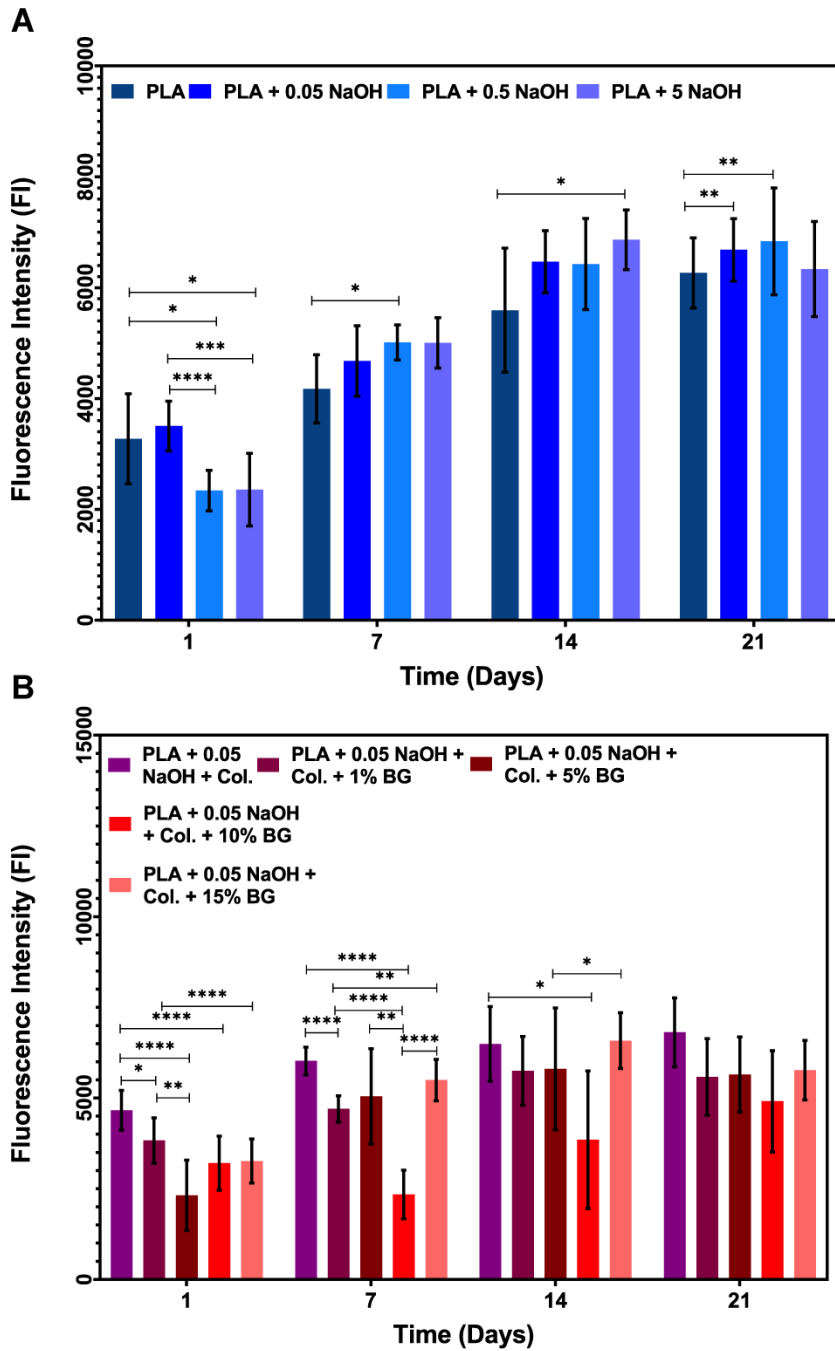 A
10000
8000
6000
4000
2000
0
Fluorescence Intensity (FI)
PLA PLA + 0.05 NaOH PLA + 0.5 NaOH PLA + 5 NaOH
* * *** ****
*
*
** **
1 7 14 21
Time (Days)
B
15000
10000
5000
0
Fluorescence Intensity (FI)
PLA + 0.05
NaOH + Col.
PLA + 0.05 NaOH +
Col. + 1% BG
PLA + 0.05 NaOH +
Col. + 5% BG
PLA + 0.05 NaOH
+ Col. + 10% BG
PLA + 0.05 NaOH +
Col. + 15% BG
**** **** **** * **
**** ** **** ** **** ****
* *
1 7 14 21
Time (Days)